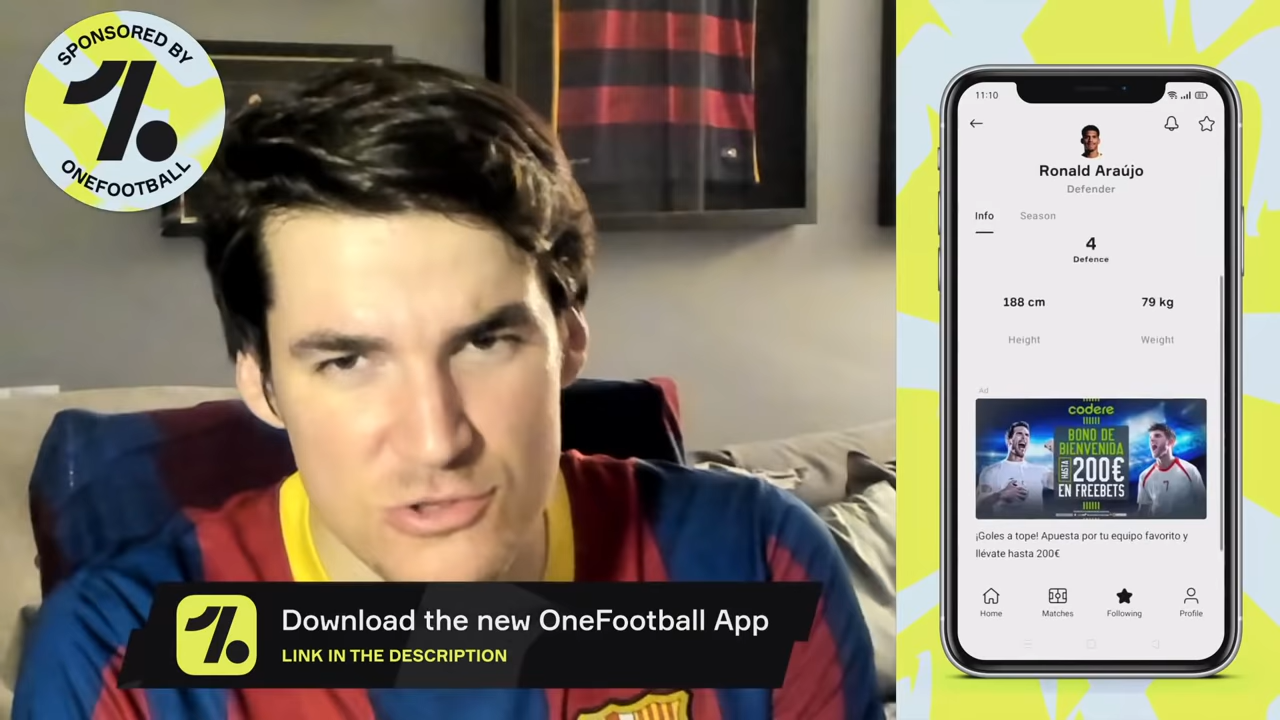 SPONSORED BY
ONEFOOTBALL
Download the new OneFootball App
LINK IN THE DESCRIPTION
11:10
Ronald Araújo
Defender
Info Season
4
Defence
188 cm 79 kg
Height Weight
Ad
codere
BONO DE
BIENVENIDA
HASTA 200€
EN FREEBETS
7
¡Goles a tope! Apuesta por tu equipo favorito y
llévate hasta 200€
Home Matches Following Profile